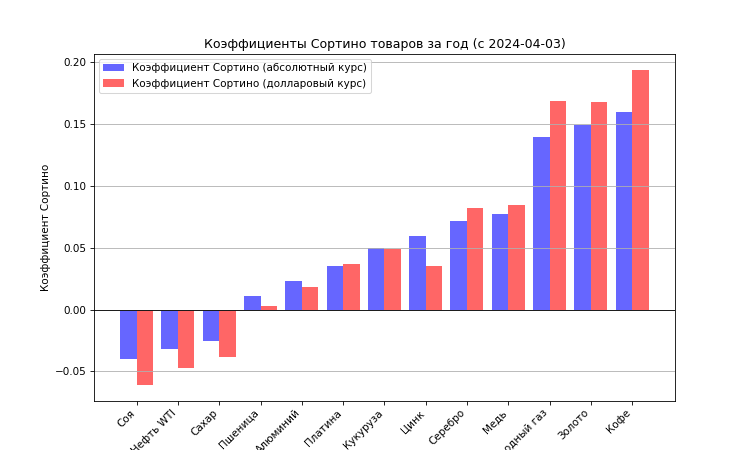 Коэффициенты Сортино товаров за год (с 2024-04-03)
Коэффициент Сортино (абсолютный курс)
Коэффициент Сортино (долларовый курс)
Коэффициент Сортино
0.20
0.15
0.10
0.05
0.00
−0.05
Соя
Нефть WTI
Сахар
Пшеница
Алюминий
Платина
Кукуруза
Цинк
Серебро
Медь
газ
Золото
Кофе